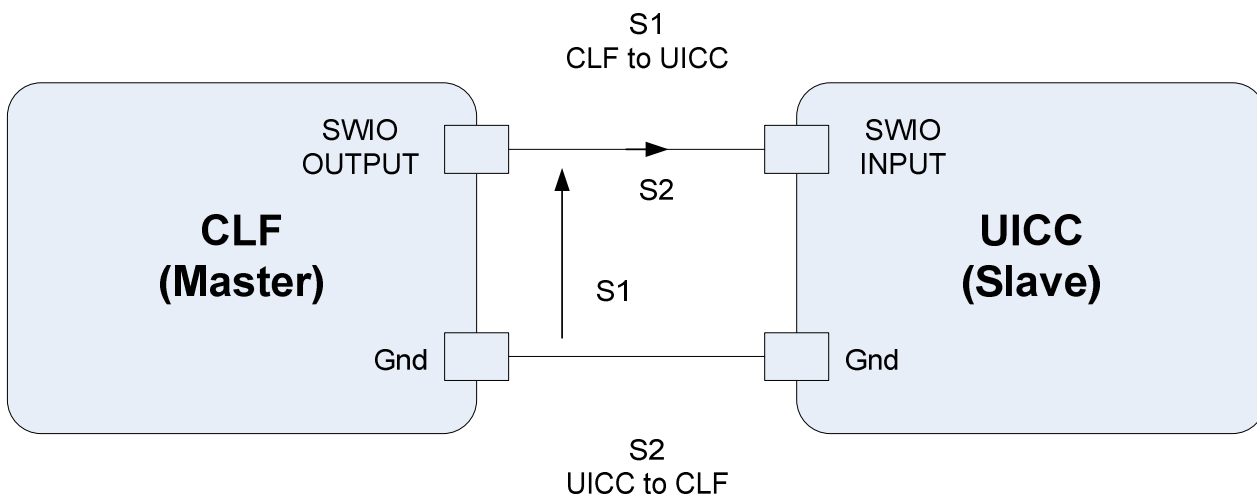 S1
CLF to UICC
SWIO
OUTPUT
SWIO
INPUT
S2
CLF
(Master)
UICC
(Slave)
S1
Gnd
Gnd
S2
UICC to CLF